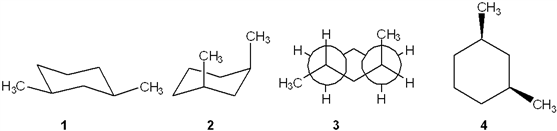 H₃C CH₃
1
CH₃
CH₃
2
H H CH₃
H H
H₃C H H H
3
CH₃
CH₃
4